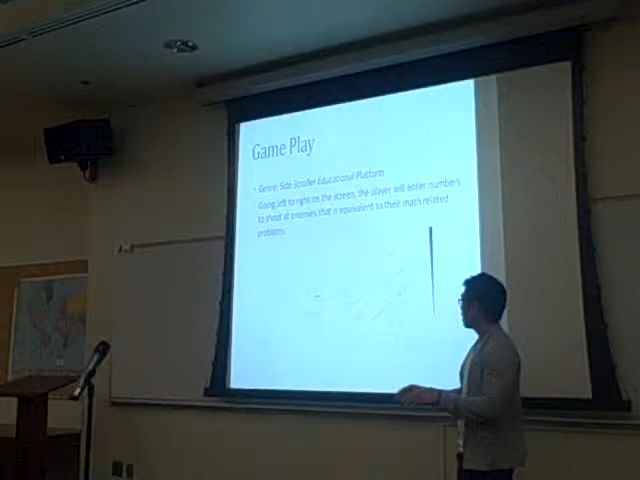 Game Play
• Genre: Side Scroller Educational Platform
Going left to right on the screen, the player will enter numbers
to shoot at enemies that is equivalent to their math related
problems.